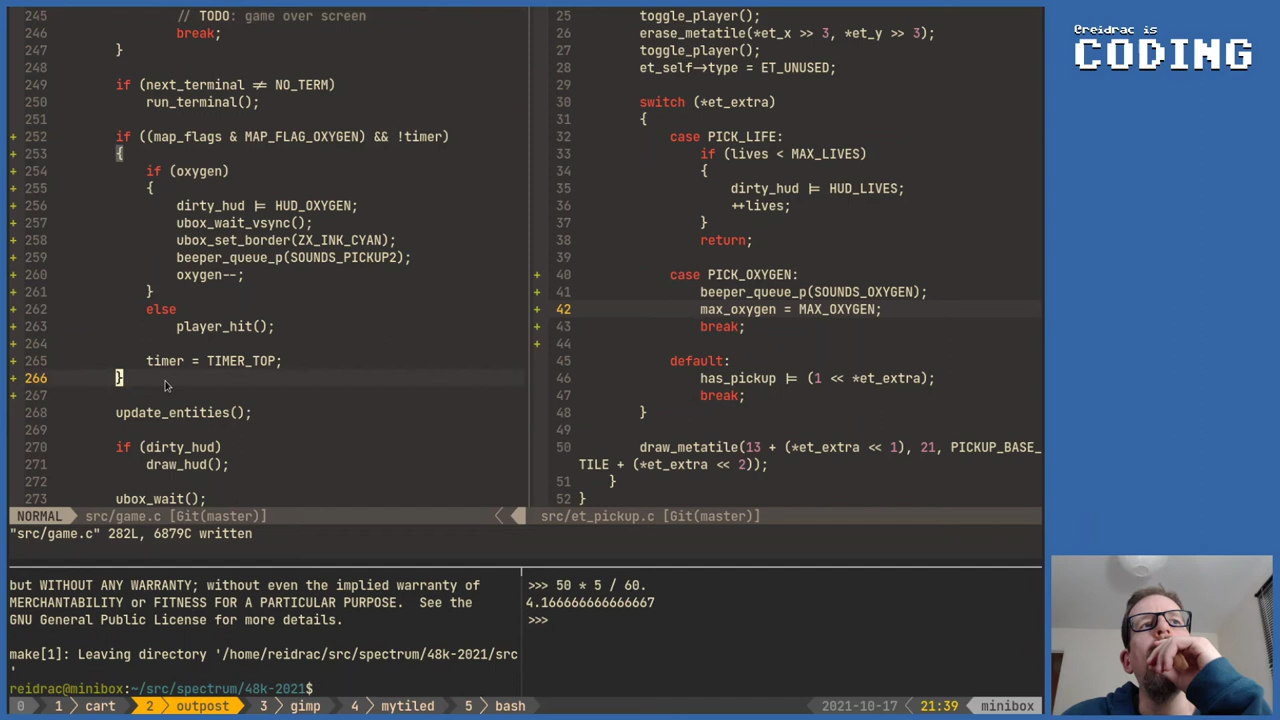 245 // TODO: game over screen
246 break;
247 }
248
249 if (next_terminal ≠ NO_TERM)
250 run_terminal();
251
+ 252 if ((map_flags & MAP_FLAG_OXYGEN) && !timer)
+ 253 {
+ 254 if (oxygen)
+ 255 {
+ 256 dirty_hud |= HUD_OXYGEN;
+ 257 ubox_wait_vsync();
+ 258 ubox_set_border(ZX_INK_CYAN);
+ 259 beeper_queue_p(SOUNDS_PICKUP2);
+ 260 oxygen--;
+ 261 }
+ 262 else
+ 263 player_hit();
+ 264
+ 265 timer = TIMER_TOP;
+ 266 }
+ 267
268 update_entities();
269
270 if (dirty_hud)
271 draw_hud();
272
273 ubox_wait();
NORMAL src/game.c [Git(master)]
"src/game.c" 282L, 6879C written
25 toggle_player();
26 erase_metatile(*et_x >> 3, *et_y >> 3);
27 toggle_player();
28 et_self->type = ET_UNUSED;
29
30 switch (*et_extra)
31 {
32 case PICK_LIFE:
33 if (lives < MAX_LIVES)
34 {
35 dirty_hud |= HUD_LIVES;
36 ++lives;
37 }
38 return;
39
+ 40 case PICK_OXYGEN:
+ 41 beeper_queue_p(SOUNDS_OXYGEN);
+ 42 max_oxygen = MAX_OXYGEN;
+ 43 break;
+ 44
45 default:
46 has_pickup |= (1 << *et_extra);
47 break;
48 }
49
50 draw_metatile(13 + (*et_extra << 1), 21, PICKUP_BASE_
TILE + (*et_extra << 2));
51 }
52 }
src/et_pickup.c [Git(master)]
but WITHOUT ANY WARRANTY; without even the implied warranty of
MERCHANTABILITY or FITNESS FOR A PARTICULAR PURPOSE. See the
GNU General Public License for more details.
make[1]: Leaving directory '/home/reidrac/src/spectrum/48k-2021/src
'
reidrac@minibox:~/src/spectrum/48k-2021$
>>> 50 * 5 / 60.
4.166666666666667
>>>
0 1 cart 2 outpost 3 gimp 4 mytiled 5 bash 2021-10-17 21:39 minibox
@reidrac is
CODING